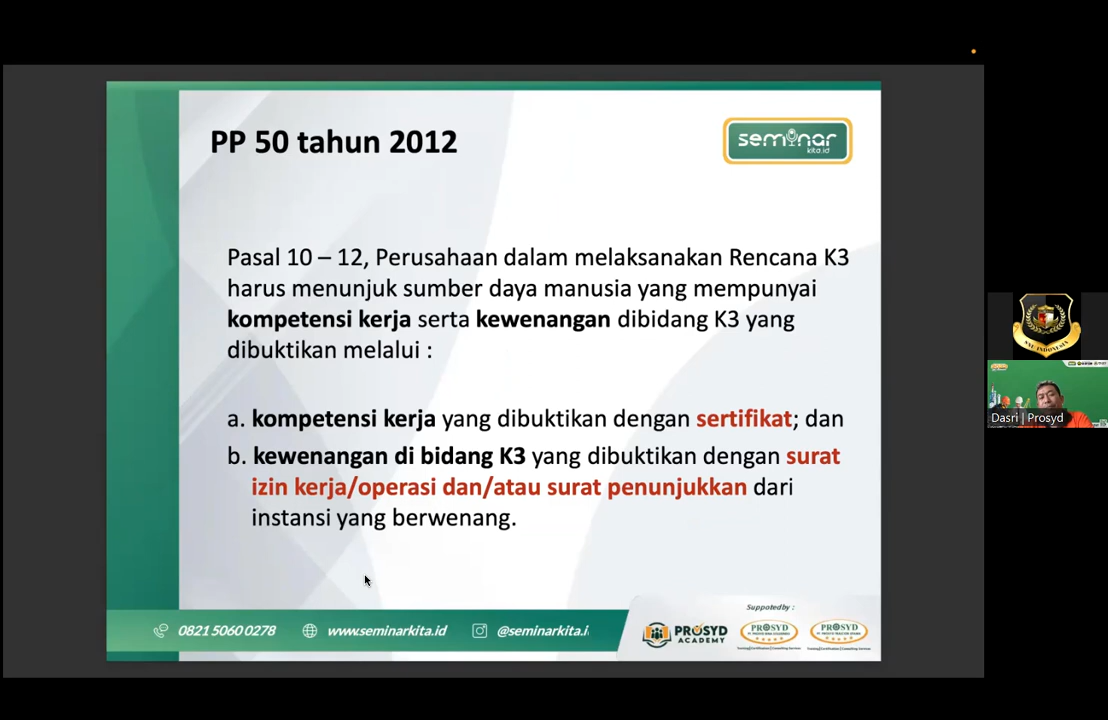 PP 50 tahun 2012
seminar
kita.id
Pasal 10 – 12, Perusahaan dalam melaksanakan Rencana K3
harus menunjuk sumber daya manusia yang mempunyai
kompetensi kerja serta kewenangan dibidang K3 yang
dibuktikan melalui :
a. kompetensi kerja yang dibuktikan dengan sertifikat; dan
b. kewenangan di bidang K3 yang dibuktikan dengan surat
izin kerja/operasi dan/atau surat penunjukkan dari
instansi yang berwenang.
Dasri | Prosyd
Suppoted by :
0821 5060 0278
www.seminarkita.id
@seminarkita.i
PROSYD
ACADEMY
PROSYD
PROSYD